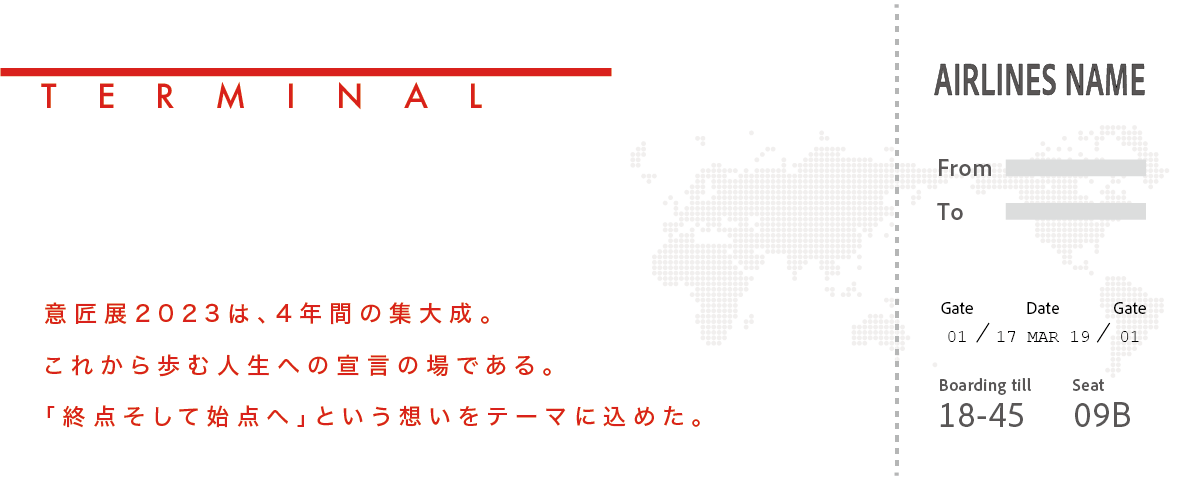 TERMINAL
意匠展2023は、4年間の集大成。
これから歩む人生への宣言の場である。
「終点そして始点へ」という想いをテーマに込めた。
AIRLINES NAME
From
To
Gate Date Gate
01 / 17 MAR 19 / 01
Boarding till Seat
18-45 09B